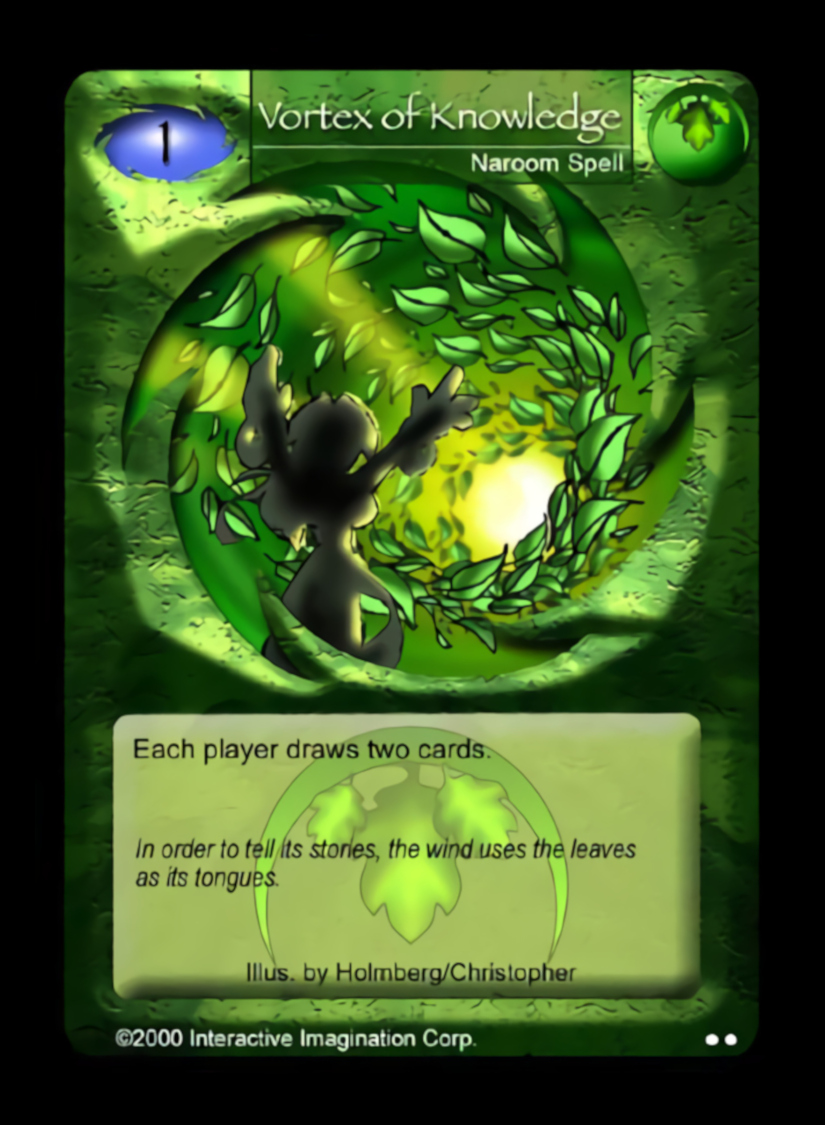 1
Vortex of Knowledge
Naroom Spell
Each player draws two cards.
In order to tell its stories, the wind uses the leaves
as its tongues.
Illus. by Holmberg/Christopher
©2000 Interactive Imagination Corp.